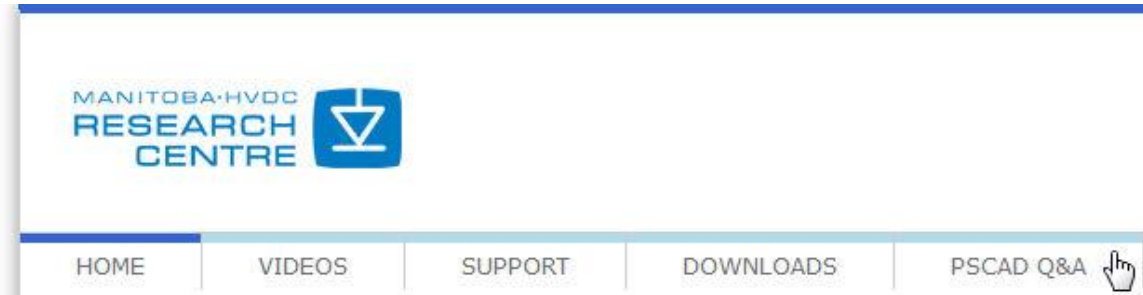 MANITOBA·HVDC
RESEARCH
CENTRE
HOME VIDEOS SUPPORT DOWNLOADS PSCAD Q&A